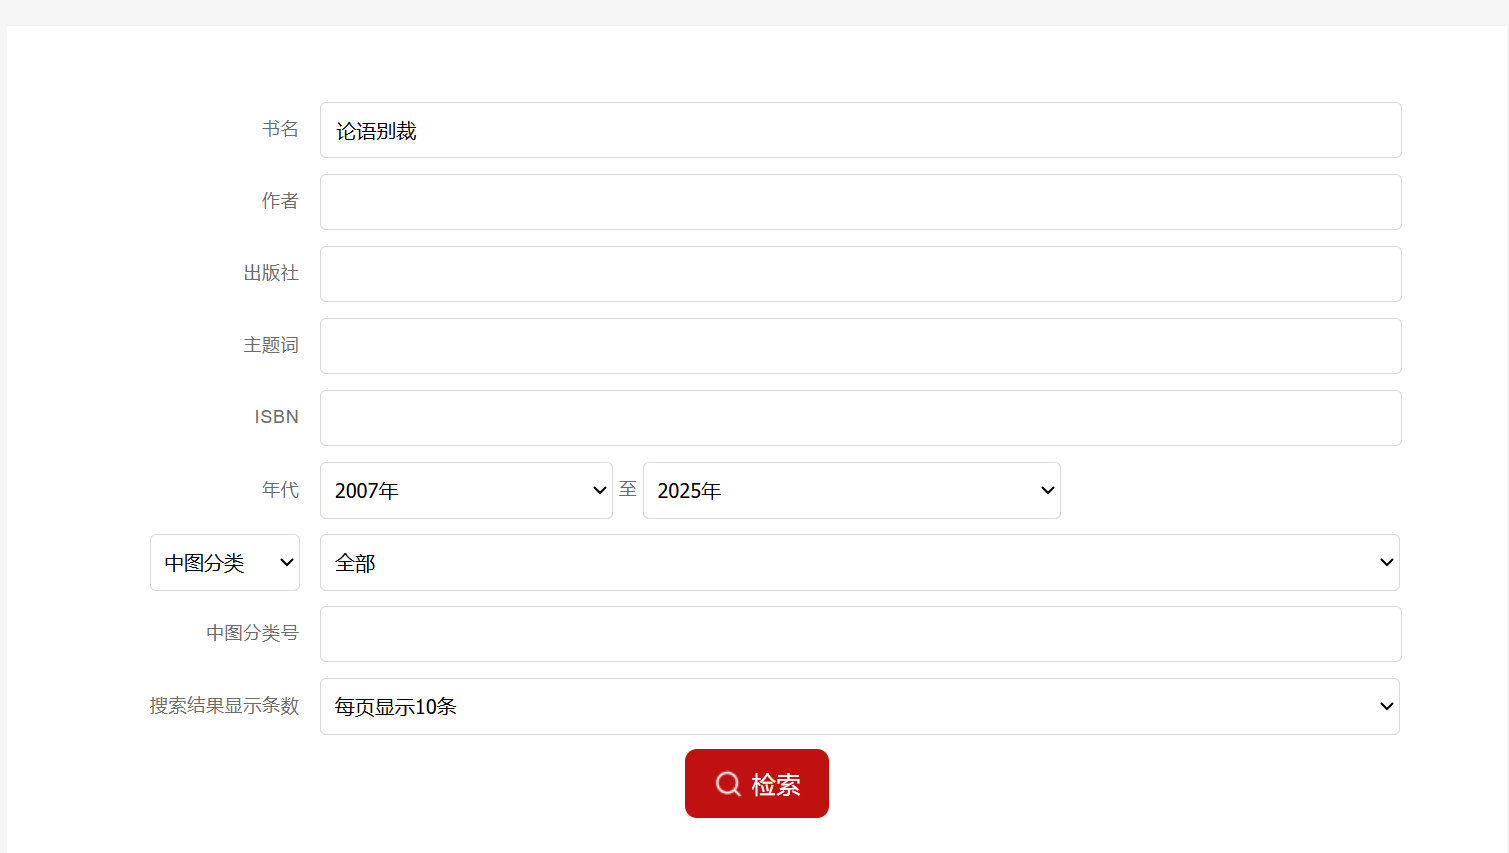 书名 论语别裁
作者
出版社
主题词
ISBN
年代 2007年 至 2025年
中图分类 全部
中图分类号
搜索结果显示条数 每页显示10条
检索